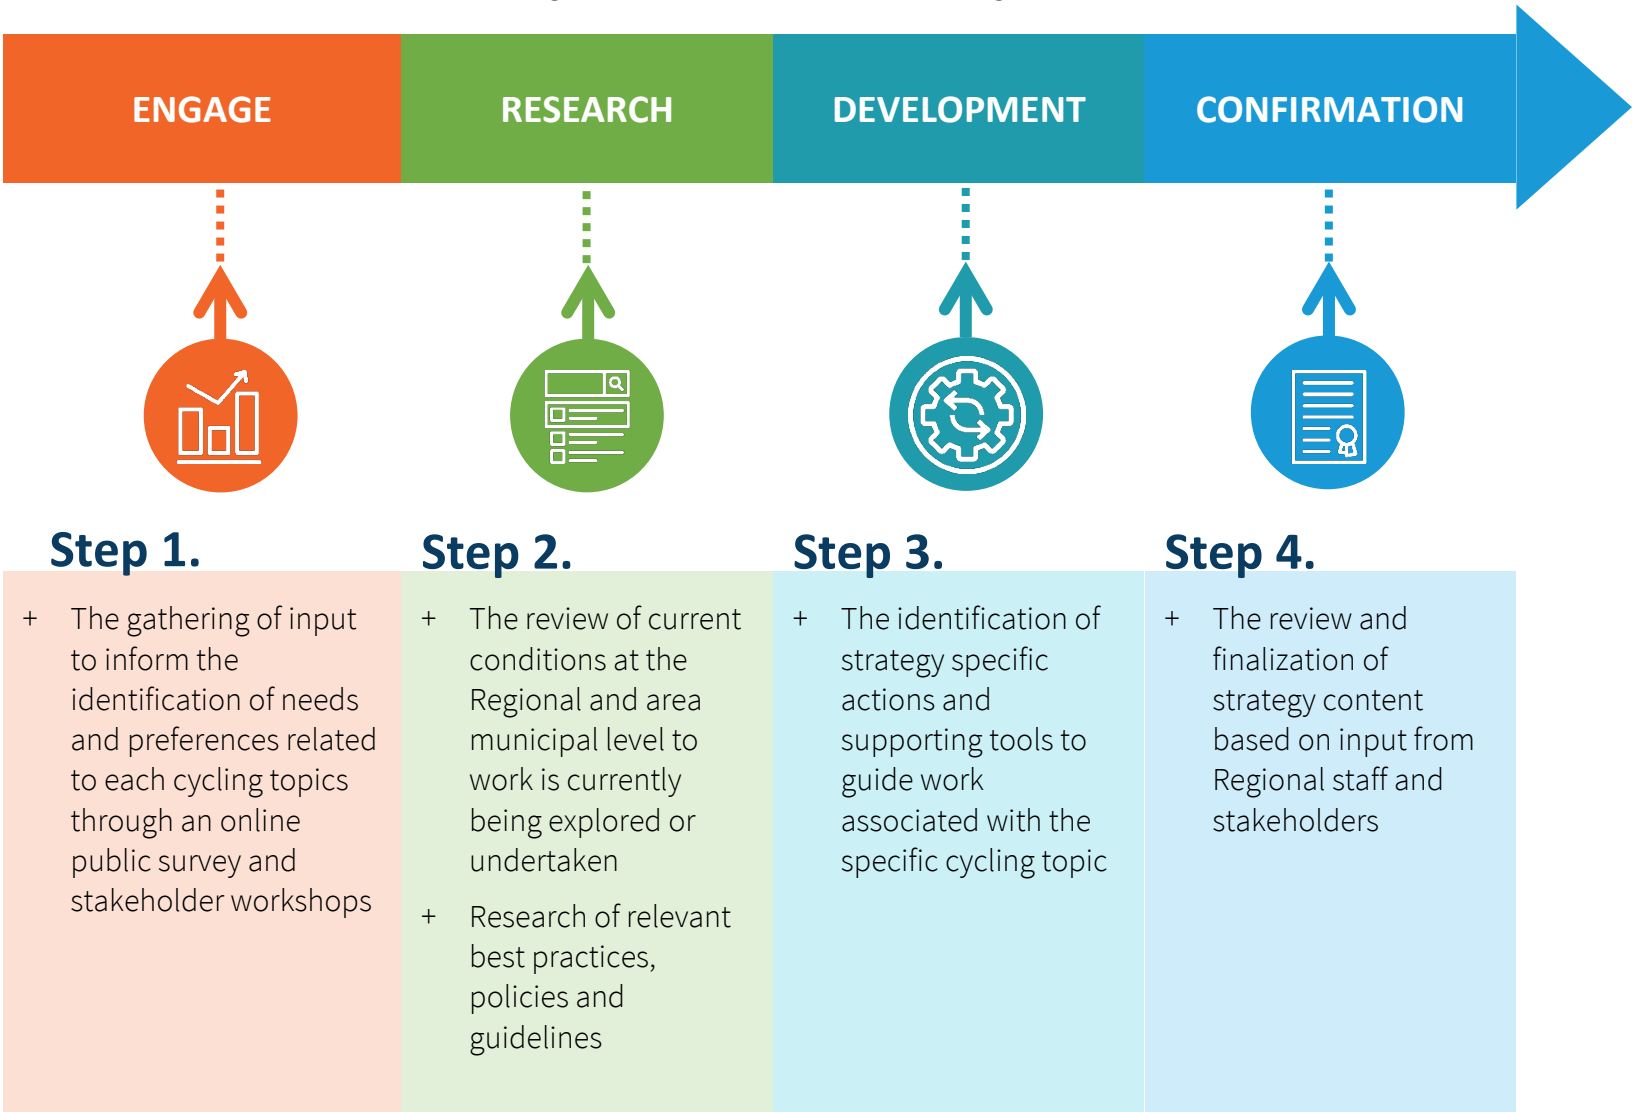 ENGAGE
RESEARCH
DEVELOPMENT
CONFIRMATION
Step 1.
+ The gathering of input
to inform the
identification of needs
and preferences related
to each cycling topics
through an online
public survey and
stakeholder workshops
Step 2.
+ The review of current
conditions at the
Regional and area
municipal level to
work is currently
being explored or
undertaken
+ Research of relevant
best practices,
policies and
guidelines
Step 3.
+ The identification of
strategy specific
actions and
supporting tools to
guide work
associated with the
specific cycling topic
Step 4.
+ The review and
finalization of
strategy content
based on input from
Regional staff and
stakeholders